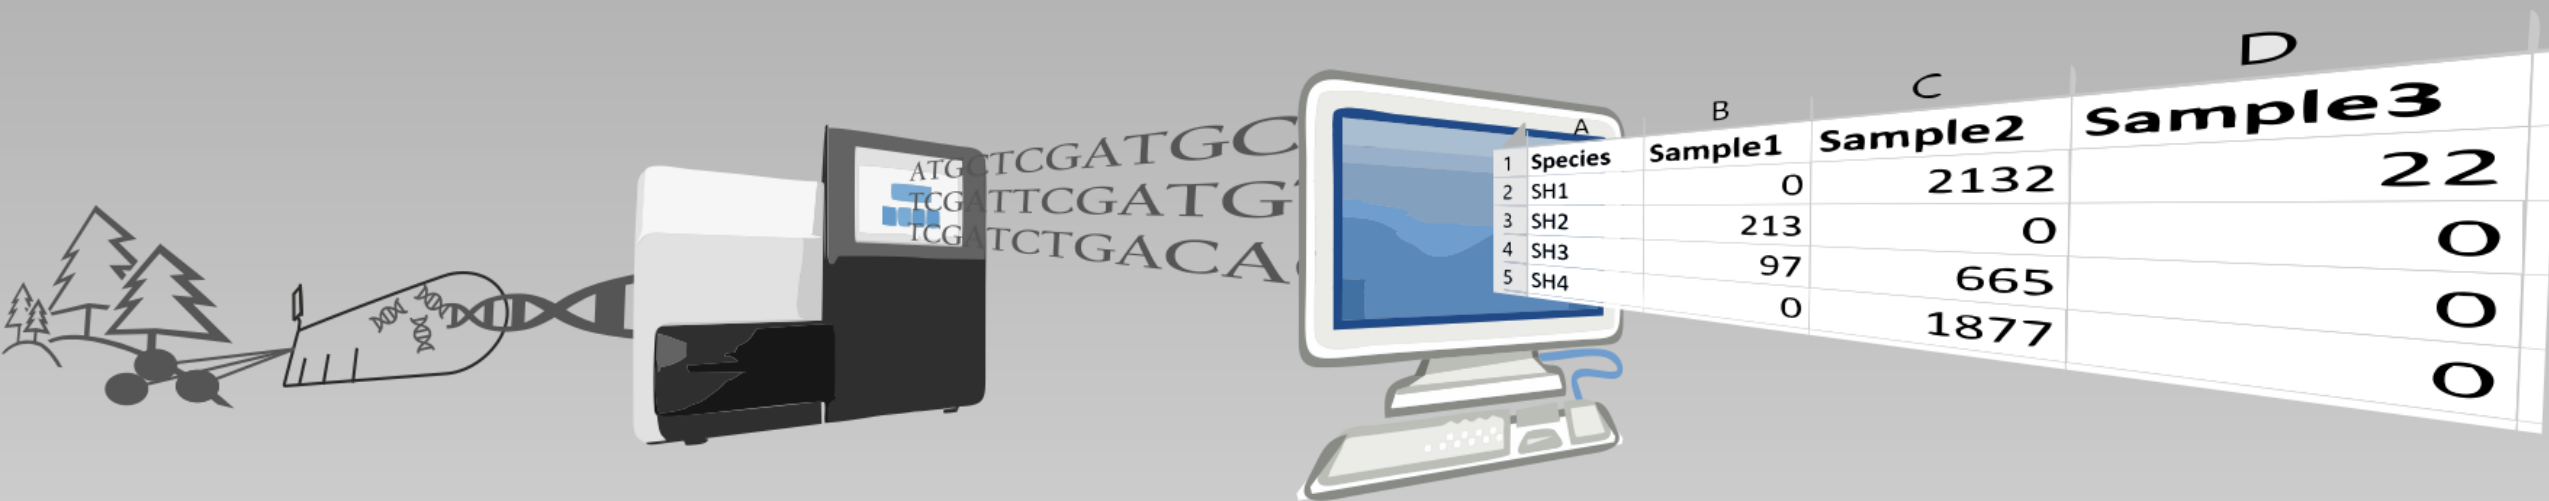 ATGCTCGATGC
TCGATTCGATG
TCGATCTGACA
A B C D
1 Species Sample1 Sample2 Sample3
2 SH1 0 2132 22
3 SH2 213 0 0
4 SH3 97 665 0
5 SH4 0 1877 0